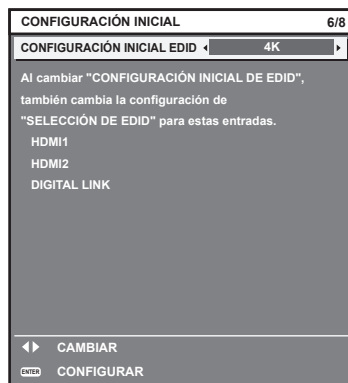 CONFIGURACIÓN INICIAL 6/8
CONFIGURACIÓN INICIAL EDID 4K
Al cambiar "CONFIGURACIÓN INICIAL DE EDID",
también cambia la configuración de
"SELECCIÓN DE EDID" para estas entradas.
HDMI1
HDMI2
DIGITAL LINK
CAMBIAR
ENTER CONFIGURAR